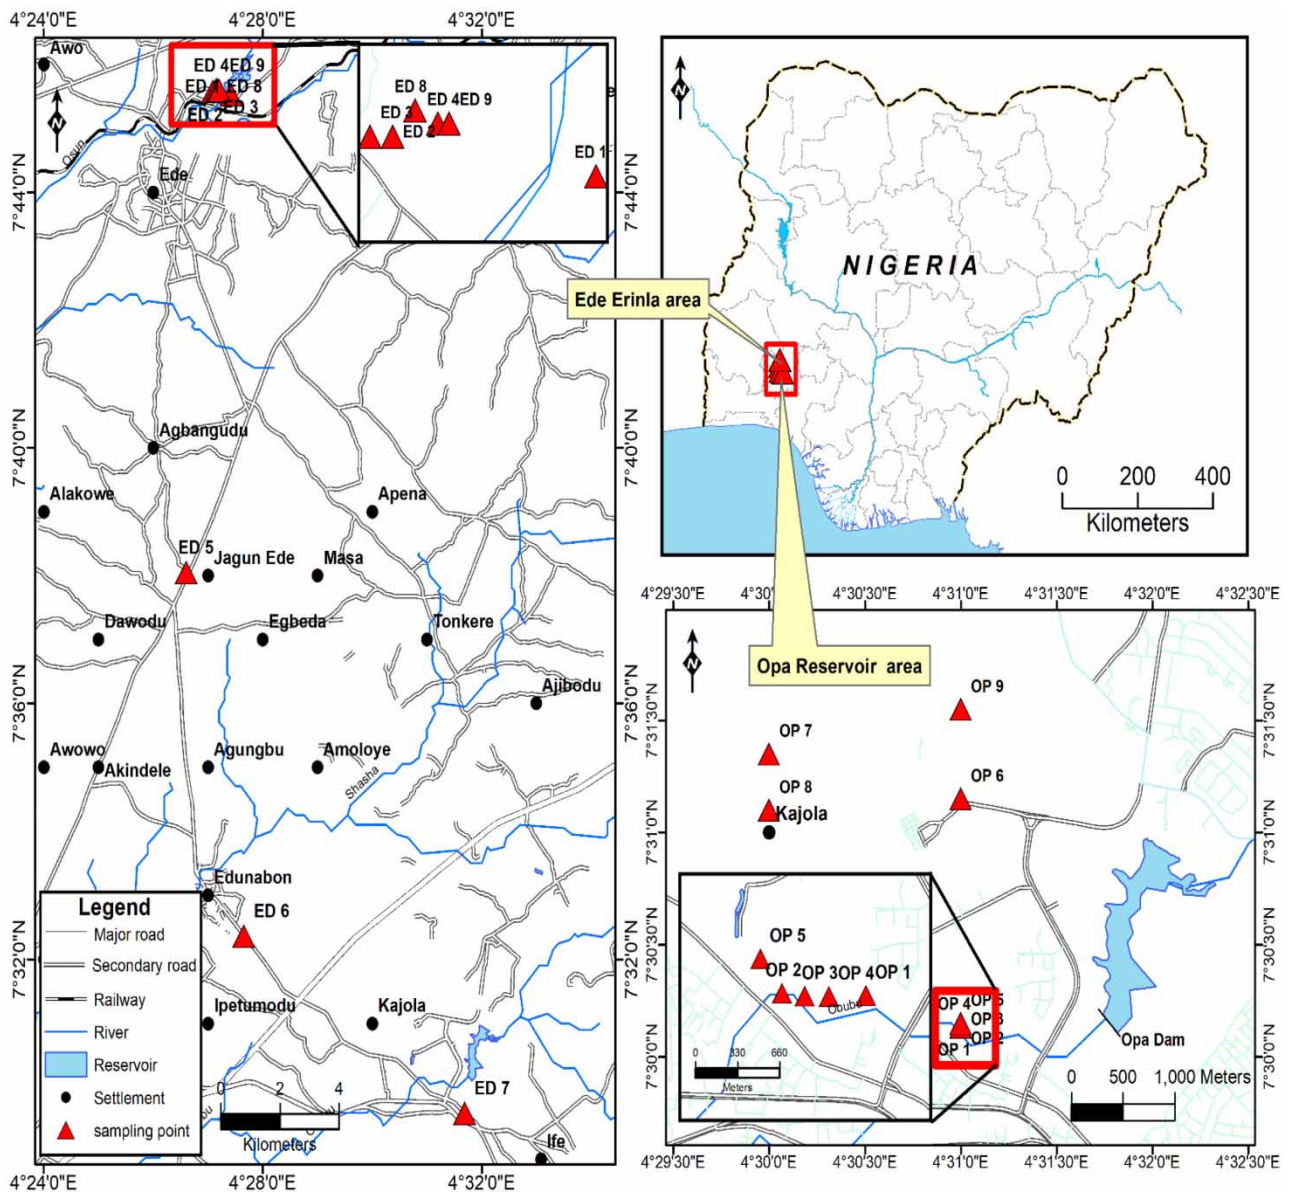 4°24'0"E
4°28'0"E
4°32'0"E
Awo
ED 4 ED 9
ED 1 ED 8
ED 3
ED 2
N
Osun
Ede
ED 8
ED 4 ED 9
ED 3
ED 2
ED 1
7°44'0"N
7°44'0"N
Agbangudu
7°40'0"N
7°40'0"N
Alakowe
Apena
ED 5
Jagun Ede
Masa
Dawodu
Egbeda
Tonkere
Ajibodu
7°36'0"N
7°36'0"N
Awowo
Akindele
Agungbu
Amoloye
Shasha
Edunabon
ED 6
7°32'0"N
7°32'0"N
Ipetumodu
Kajola
ED 7
Ife
0 2 4
Kilometers
Legend
Major road
Secondary road
Railway
River
Reservoir
Settlement
sampling point
4°24'0"E
4°28'0"E
4°32'0"E
N
NIGERIA
Ede Erinla area
0 200 400
Kilometers
Opa Reservoir area
4°29'30"E
4°30'0"E
4°30'30"E
4°31'0"E
4°31'30"E
4°32'0"E
4°32'30"E
N
OP 9
OP 7
OP 8
OP 6
Kajola
7°31'30"N
7°31'30"N
7°31'0"N
7°31'0"N
7°30'30"N
7°30'30"N
7°30'0"N
7°30'0"N
OP 5
OP 2 OP 3 OP 4 OP 1
Obubu
0 330 660
Meters
OP 4 OP 5
OP 3
OP 2
OP 1
Opa Dam
0 500 1,000 Meters
4°29'30"E
4°30'0"E
4°30'30"E
4°31'0"E
4°31'30"E
4°32'0"E
4°32'30"E